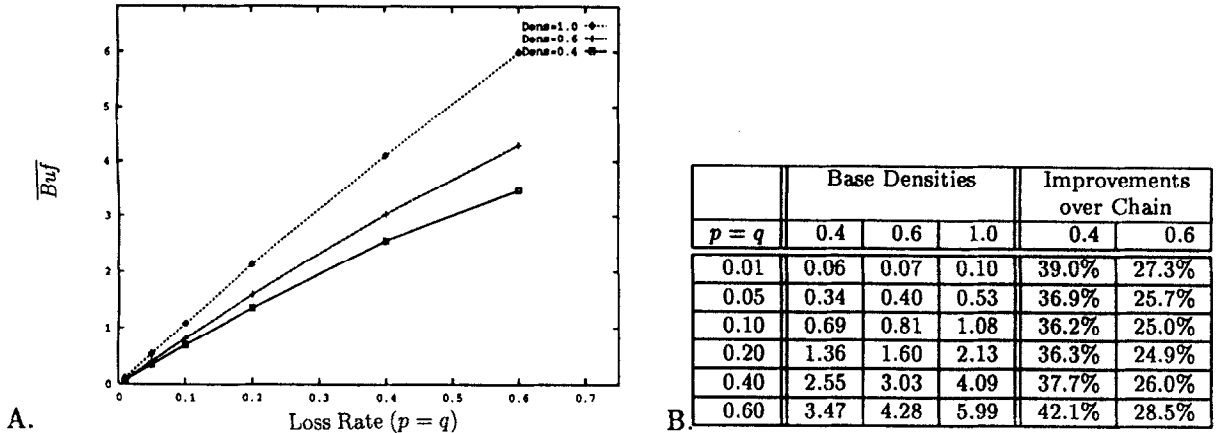 Dens=1.0
Dens=0.6
Dens=0.4
6
5
4
3
2
1
0
Buf
0 0.1 0.2 0.3 0.4 0.5 0.6 0.7
Loss Rate (p = q)
A.
Base Densities Improvements over Chain
p = q 0.4 0.6 1.0 0.4 0.6
0.01 0.06 0.07 0.10 39.0% 27.3%
0.05 0.34 0.40 0.53 36.9% 25.7%
0.10 0.69 0.81 1.08 36.2% 25.0%
0.20 1.36 1.60 2.13 36.3% 24.9%
0.40 2.55 3.03 4.09 37.7% 26.0%
0.60 3.47 4.28 5.99 42.1% 28.5%
B.